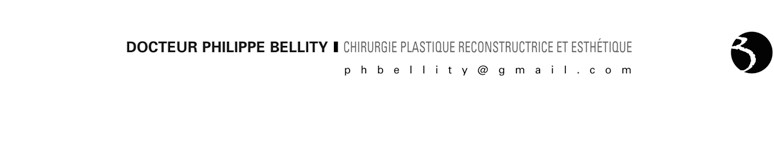 DOCTEUR PHILIPPE BELLITY ❚ CHIRURGIE PLASTIQUE RECONSTRUCTRICE ET ESTHÉTIQUE
phbellity@gmail.com